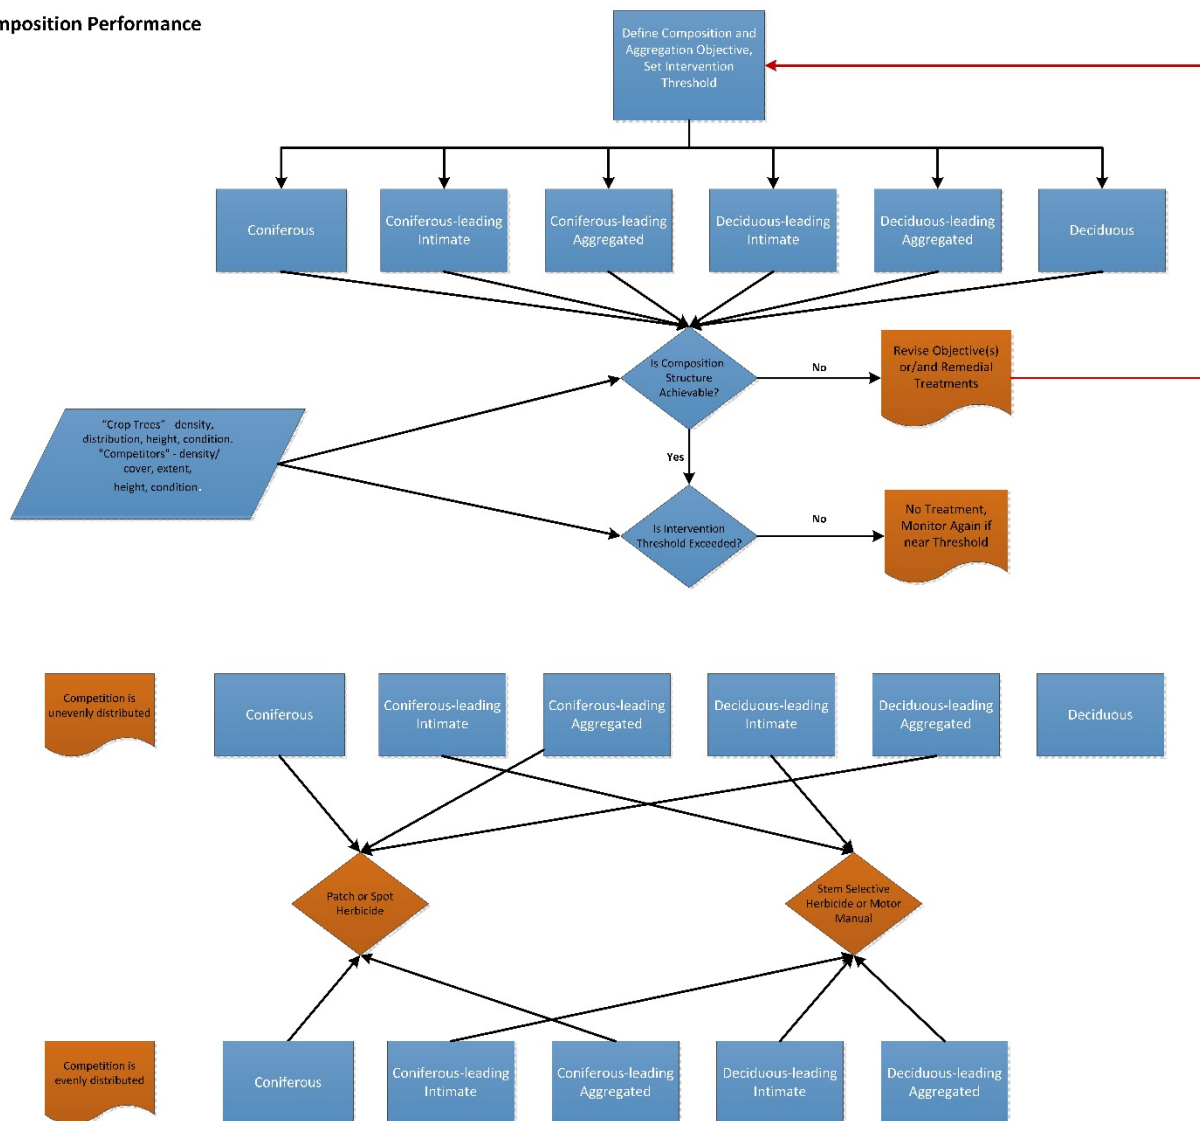 mposition Performance
Define Composition and
Aggregation Objective,
Set Intervention
Threshold
Coniferous
Coniferous-leading
Intimate
Coniferous-leading
Aggregated
Deciduous-leading
Intimate
Deciduous-leading
Aggregated
Deciduous
Is Composition
Structure
Achievable?
No
Revise Objective(s)
or/and Remedial
Treatments
"Crop Trees" density,
distribution, height, condition.
"Competitors" - density/
cover, extent,
height, condition.
Yes
Is Intervention
Threshold Exceeded?
No
No Treatment,
Monitor Again if
near Threshold
Competition is
unevenly distributed
Coniferous
Coniferous-leading
Intimate
Coniferous-leading
Aggregated
Deciduous-leading
Intimate
Deciduous-leading
Aggregated
Deciduous
Patch or Spot
Herbicide
Stem Selective
Herbicide or Motor
Manual
Competition is
evenly distributed
Coniferous
Coniferous-leading
Intimate
Coniferous-leading
Aggregated
Deciduous-leading
Intimate
Deciduous-leading
Aggregated